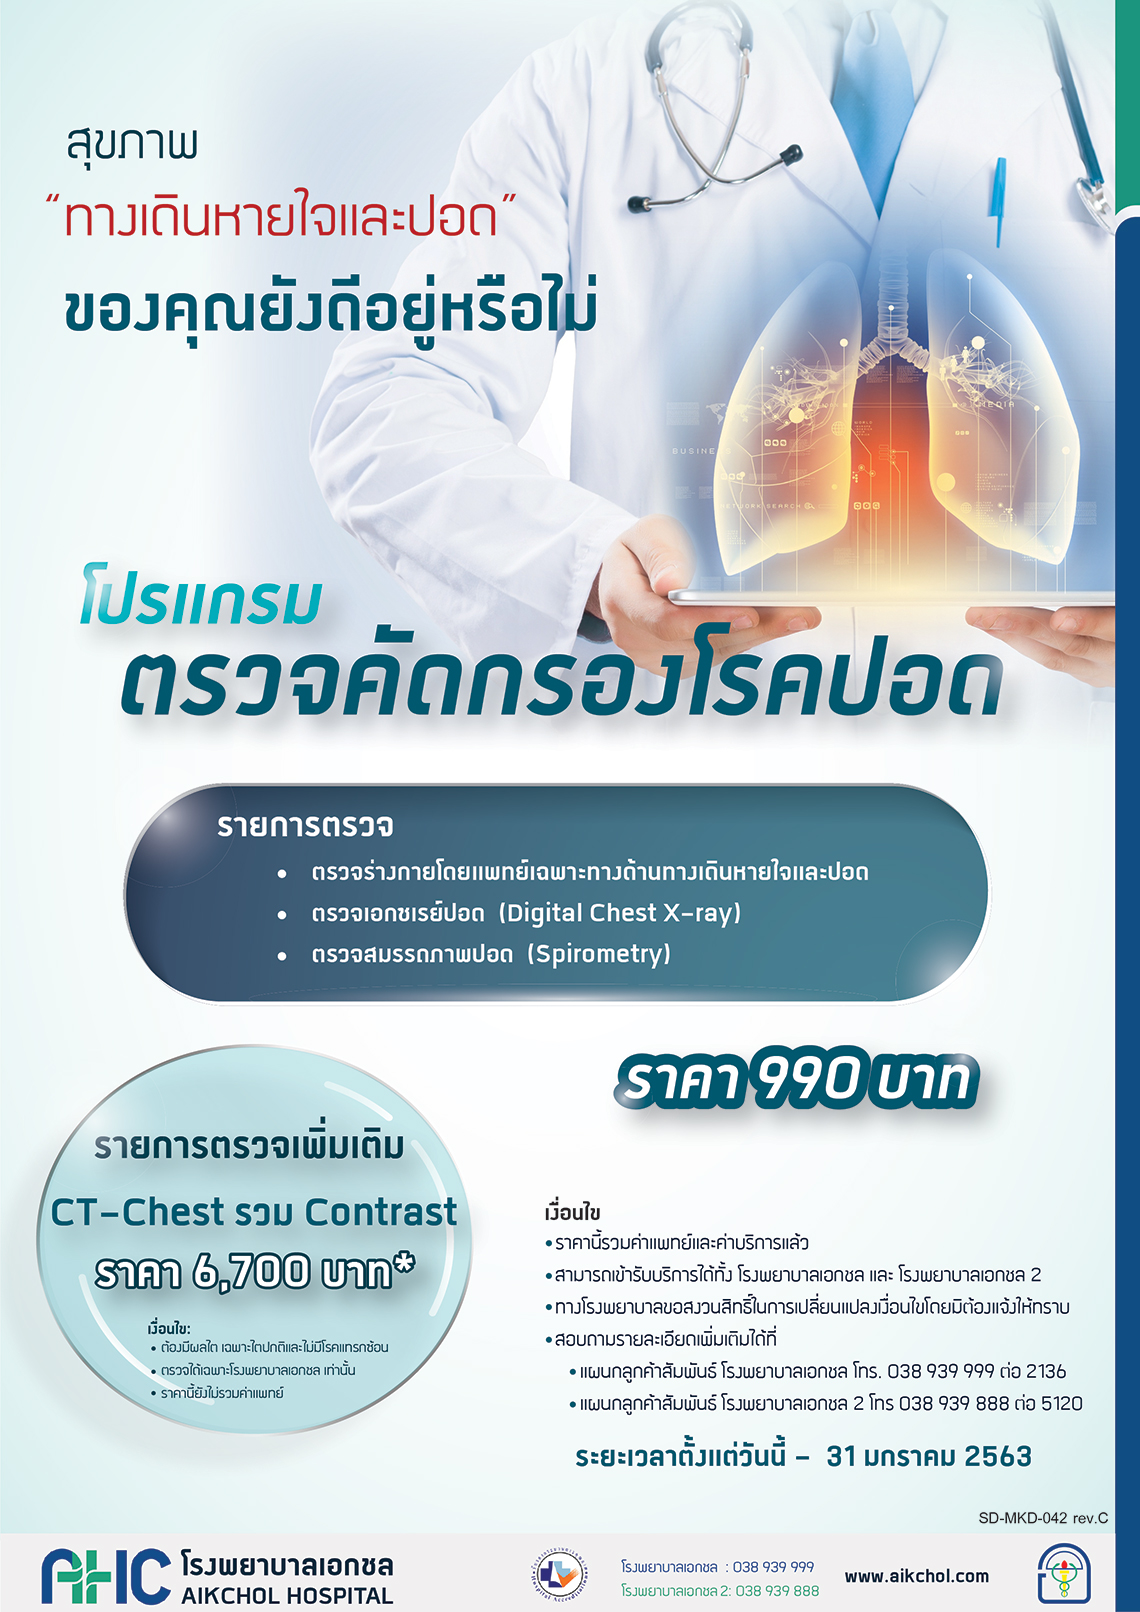 สุขภาพ
“ทางเดินหายใจและปอด”
ของคุณยังดีอยู่หรือไม่
BUSINE
MEDIA
NETWORK SEARCH
โปรแกรม
ตรวจคัดกรองโรคปอด
รายการตรวจ
• ตรวจร่างกายโดยแพทย์เฉพาะทางด้านทางเดินหายใจและปอด
• ตรวจเอกซเรย์ปอด (Digital Chest X-ray)
• ตรวจสมรรถภาพปอด (Spirometry)
ราคา 990 บาท
รายการตรวจเพิ่มเติม
CT-Chest รวม Contrast
ราคา 6,700 บาท*
เงื่อนไข:
• ต้องมีผลไต เฉพาะไตปกติและไม่มีโรคแทรกซ้อน
• ตรวจได้เฉพาะโรงพยาบาลเอกชล เท่านั้น
• ราคานี้ยังไม่รวมค่าแพทย์
เงื่อนไข
• ราคานี้รวมค่าแพทย์และค่าบริการแล้ว
• สามารถเข้ารับบริการได้ทั้ง โรงพยาบาลเอกชล และ โรงพยาบาลเอกชล 2
• ทางโรงพยาบาลขอสงวนสิทธิ์ในการเปลี่ยนแปลงเงื่อนไขโดยมิต้องแจ้งให้ทราบ
• สอบถามรายละเอียดเพิ่มเติมได้ที่
• แผนกลูกค้าสัมพันธ์ โรงพยาบาลเอกชล โทร. 038 939 999 ต่อ 2136
• แผนกลูกค้าสัมพันธ์ โรงพยาบาลเอกชล 2 โทร 038 939 888 ต่อ 5120
ระยะเวลาตั้งแต่วันนี้ - 31 มกราคม 2563
SD-MKD-042 rev.C
AHC โรงพยาบาลเอกชล
AIKCHOL HOSPITAL
โรงพยาบาลเอกชล : 038 939 999
โรงพยาบาลเอกชล 2: 038 939 888
www.aikchol.com